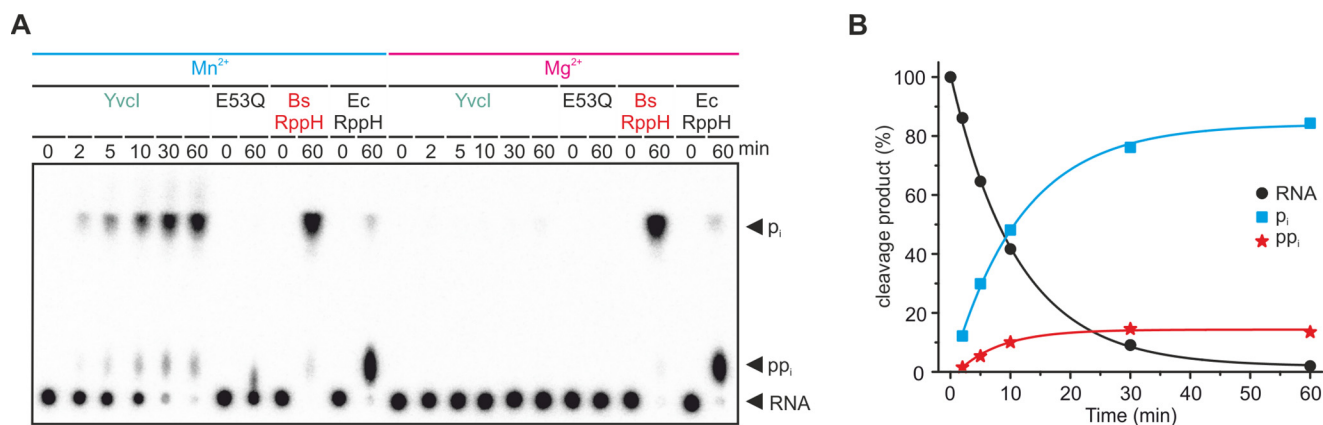 A
Mn2+ Mg2+
YvcI E53Q Bs RppH Ec RppH YvcI E53Q Bs RppH Ec RppH
0 2 5 10 30 60 0 60 0 60 0 60 0 2 5 10 30 60 0 60 0 60 0 60 min
pi
ppi
RNA
B
cleavage product (%)
100
80
60
40
20
0
0 10 20 30 40 50 60
Time (min)
RNA
pi
ppi